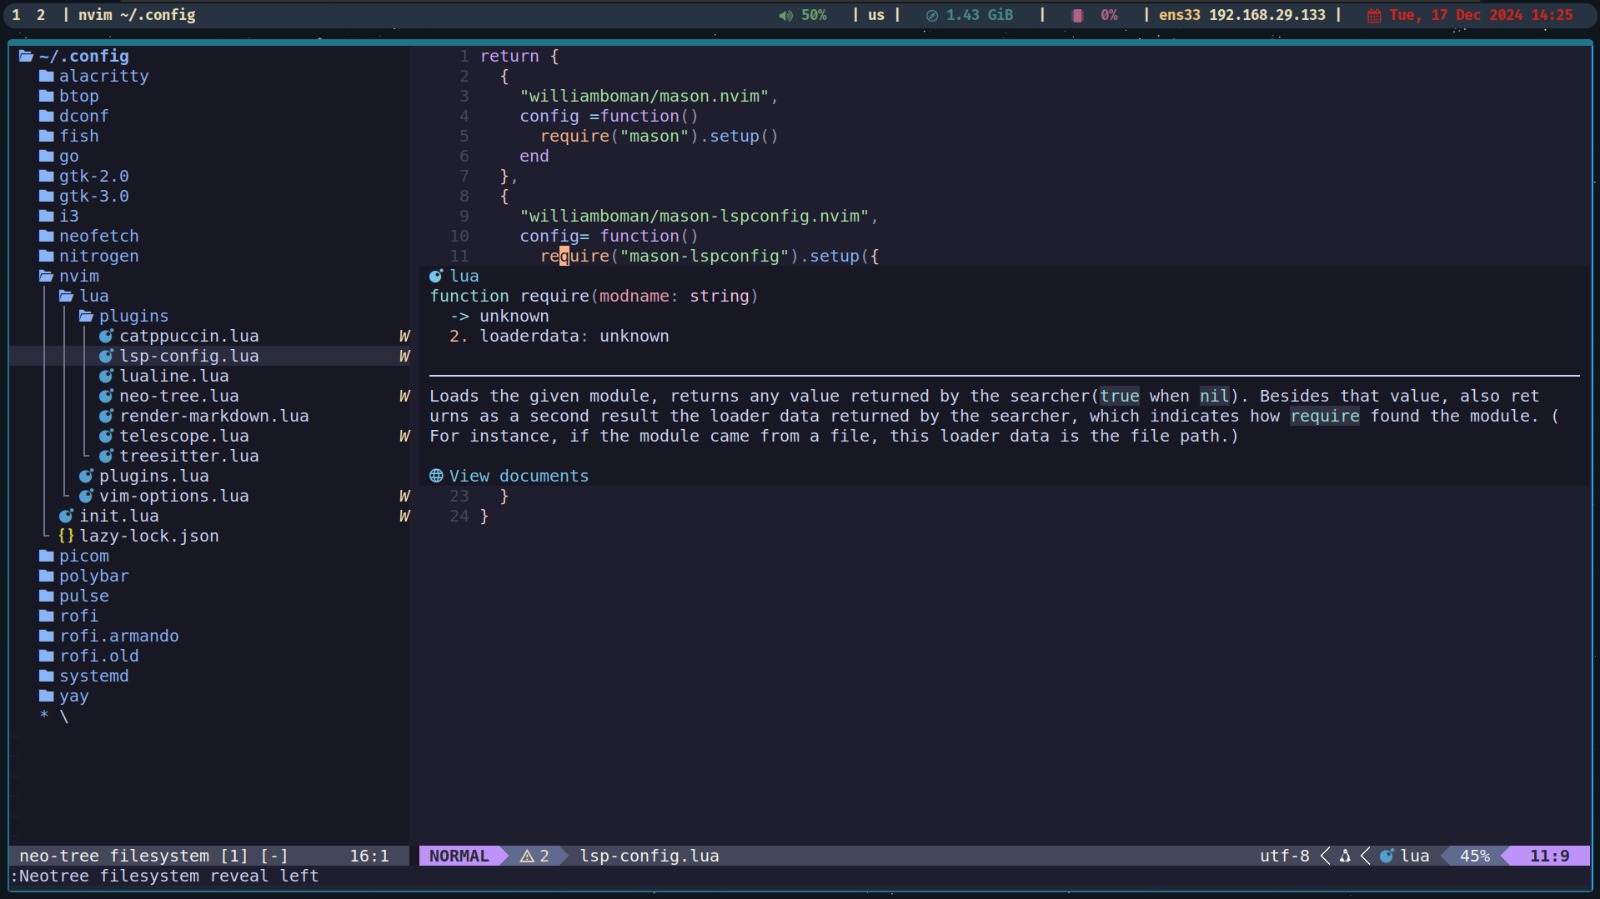 1 2 | nvim ~/.config
50% | us | 1.43 GiB | 0% | ens33 192.168.29.133 | Tue, 17 Dec 2024 14:25
~/.config
alacritty
btop
dconf
fish
go
gtk-2.0
gtk-3.0
i3
neofetch
nitrogen
nvim
lua
plugins
catppuccin.lua W
lsp-config.lua W
lualine.lua
neo-tree.lua W
render-markdown.lua
telescope.lua W
treesitter.lua
plugins.lua
vim-options.lua W
init.lua W
{} lazy-lock.json
picom
polybar
pulse
rofi
rofi.armando
rofi.old
systemd
yay
* \
1 return {
2 {
3 "williamboman/mason.nvim",
4 config =function()
5 require("mason").setup()
6 end
7 },
8 {
9 "williamboman/mason-lspconfig.nvim",
10 config= function()
11 require("mason-lspconfig").setup({
lua
function require(modname: string)
-> unknown
2. loaderdata: unknown
Loads the given module, returns any value returned by the searcher(true when nil). Besides that value, also ret
urns as a second result the loader data returned by the searcher, which indicates how require found the module. (
For instance, if the module came from a file, this loader data is the file path.)
View documents
23 }
24 }
neo-tree filesystem [1] [-] 16:1
NORMAL 2 lsp-config.lua utf-8 lua 45% 11:9
:Neotree filesystem reveal left